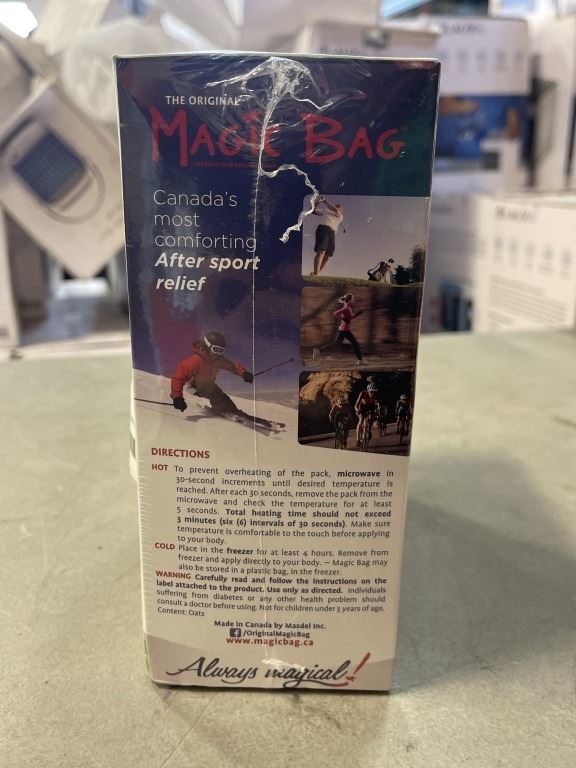 THE ORIGINAL
MAGIC BAG
Canada's
most
comforting
After sport
relief
DIRECTIONS
HOT To prevent overheating of the pack, microwave in
30-second increments until desired temperature is
reached. After each 30 seconds, remove the pack from the
microwave and check the temperature for at least
5 seconds. Total heating time should not exceed
3 minutes (six (6) intervals of 30 seconds). Make sure
temperature is comfortable to the touch before applying
to your body.
COLD Place in the freezer for at least 4 hours. Remove from
freezer and apply directly to your body. — Magic Bag may
also be stored in a plastic bag, in the freezer.
WARNING Carefully read and follow the instructions on the
label attached to the product. Use only as directed. Individuals
suffering from diabetes or any other health problem should
consult a doctor before using. Not for children under 3 years of age.
Content: Oats
Made in Canada by Masdel Inc.
/OriginalMagicBag
www.magicbag.ca
Always magical!